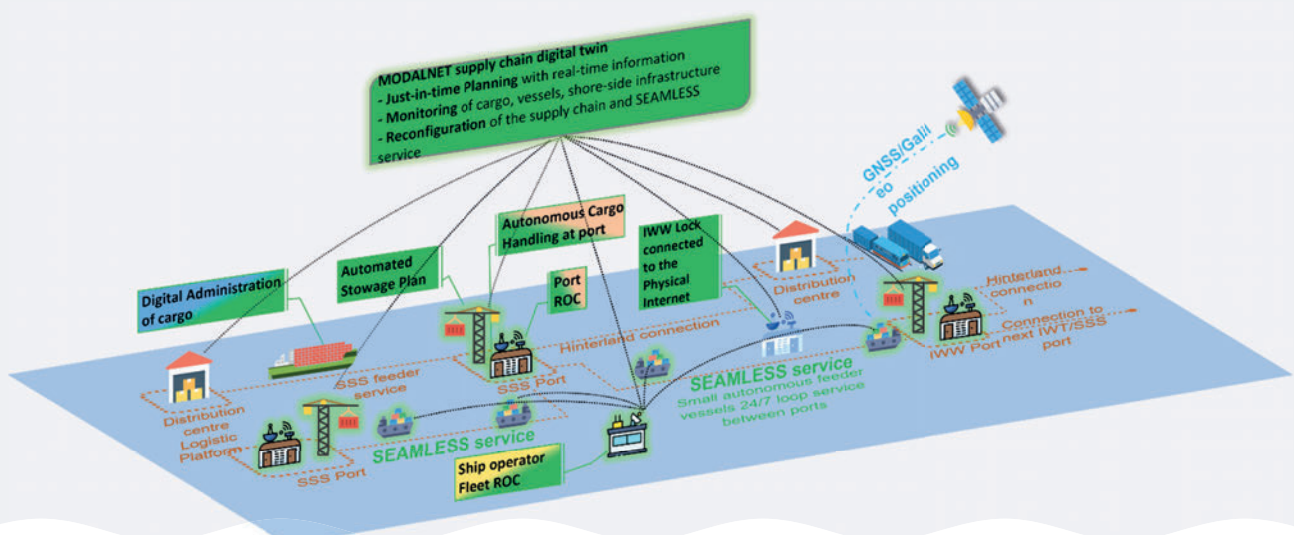 MODALNET supply chain digital twin
- Just-in-time Planning with real-time information
- Monitoring of cargo, vessels, shore-side infrastructure
- Reconfiguration of the supply chain and SEAMLESS
service
GNSS/Galil
eo
positioning
Autonomous Cargo
Handling at port
IWW Lock
connected
to the
Physical
Internet
Automated
Stowage Plan
Port
ROC
Digital Administration
of cargo
Distribution
centre
Hinterland
connectio
n
Connection to
next IWT/SSS
port
IWW Port
Hinterland connection
SSS feeder
service
SSS Port
SEAMLESS service
Small autonomous feeder
vessels 24/7 loop service
between ports
Distribution
centre
Logistic
Platform
SSS Port
SEAMLESS service
Ship operator
Fleet ROC